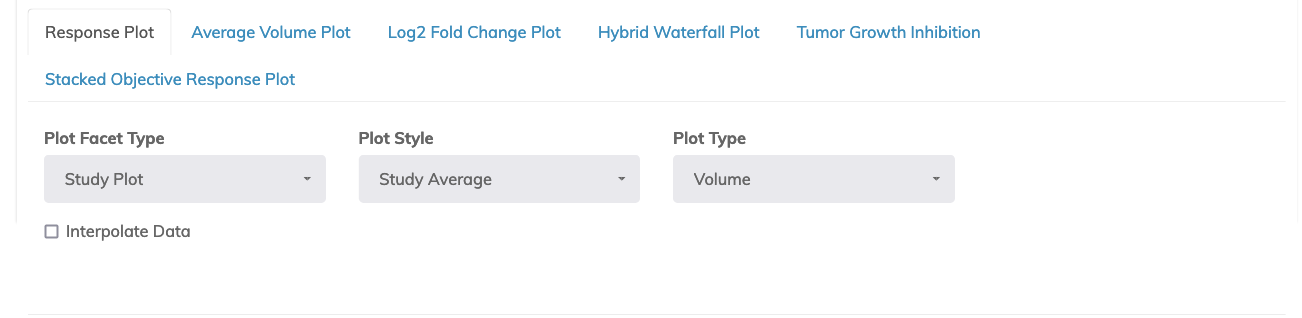 Response Plot Average Volume Plot Log2 Fold Change Plot Hybrid Waterfall Plot Tumor Growth Inhibition
Stacked Objective Response Plot
Plot Facet Type Plot Style Plot Type
Study Plot Study Average Volume
Interpolate Data